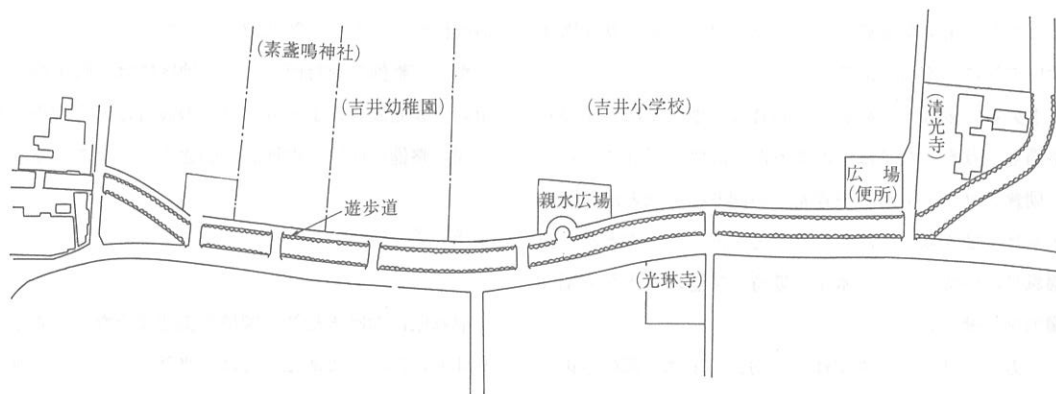 (素盞鳴神社)
(吉井幼稚園)
(吉井小学校)
(清光寺)
広 場
(便所)
親水広場
遊歩道
(光琳寺)